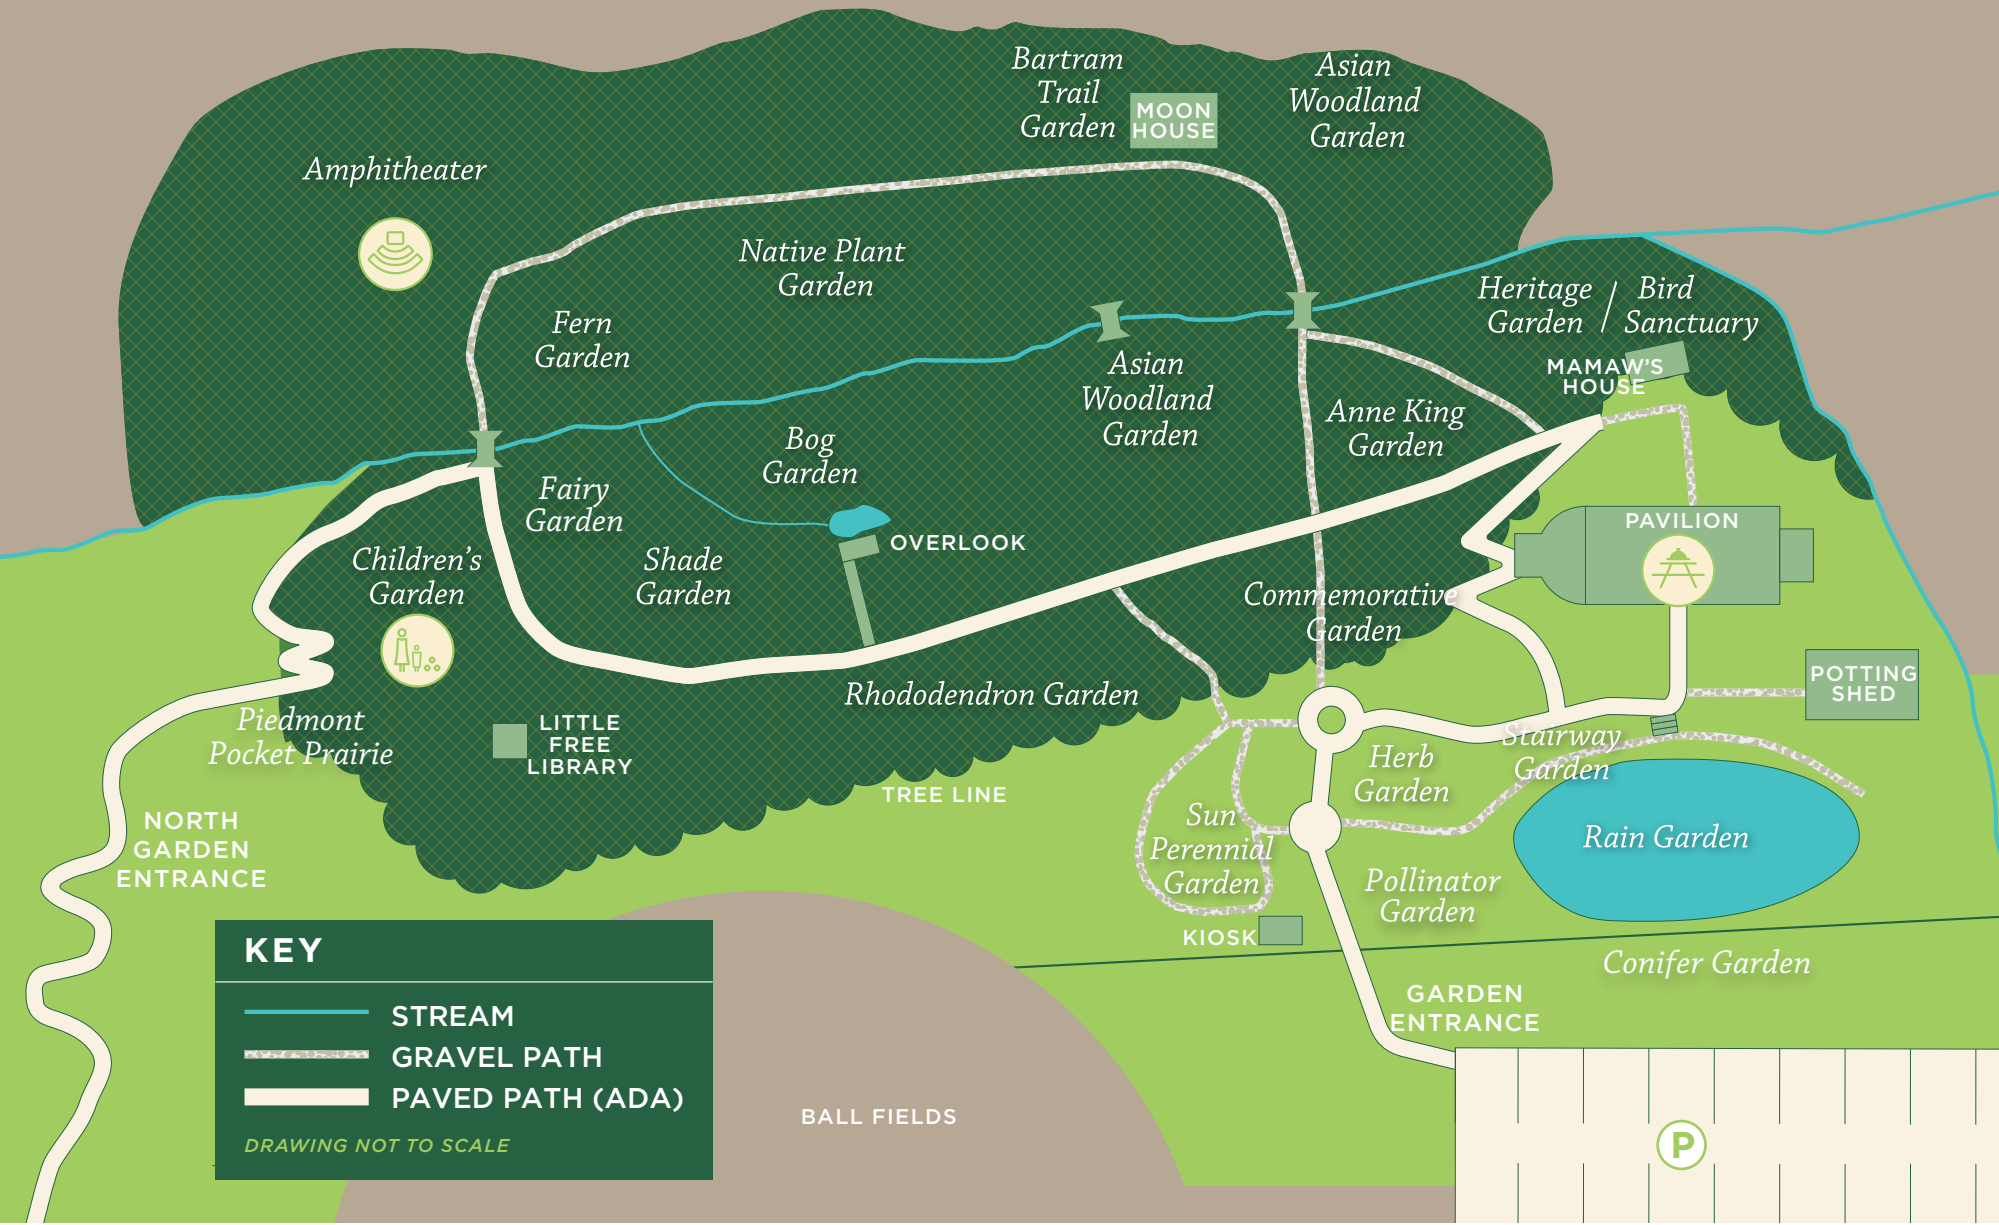 Bartram
Trail
Garden
MOON
HOUSE
Asian
Woodland
Garden
Amphitheater
Native Plant
Garden
Fern
Garden
Heritage
Garden
/
Bird
Sanctuary
MAMAW'S
HOUSE
Asian
Woodland
Garden
Anne King
Garden
Bog
Garden
Fairy
Garden
OVERLOOK
PAVILION
Children's
Garden
Shade
Garden
Commemorative
Garden
POTTING
SHED
Rhododendron Garden
Piedmont
Pocket Prairie
LITTLE
FREE
LIBRARY
Stairway
Garden
Herb
Garden
TREE LINE
Sun
Perennial
Garden
Rain Garden
NORTH
GARDEN
ENTRANCE
Pollinator
Garden
KIOSK
Conifer Garden
GARDEN
ENTRANCE
KEY
STREAM
GRAVEL PATH
PAVED PATH (ADA)
DRAWING NOT TO SCALE
BALL FIELDS
P